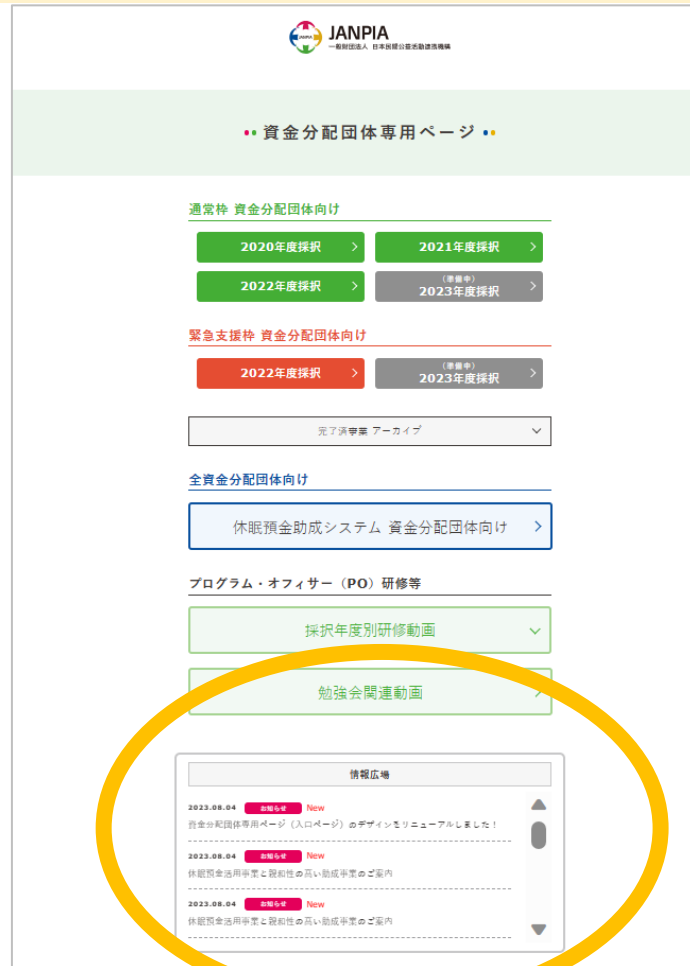 JANPIA
一般財団法人 日本民間公益活動連携機構
資金分配団体専用ページ
通常枠 資金分配団体向け
2020年度採択
2021年度採択
2022年度採択
(準備中)
2023年度採択
緊急支援枠 資金分配団体向け
2022年度採択
(準備中)
2023年度採択
完了済事業 アーカイブ
全資金分配団体向け
休眠預金助成システム 資金分配団体向け
プログラム・オフィサー（PO）研修等
採択年度別研修動画
勉強会関連動画
情報広場
2023.08.04 お知らせ New
資金分配団体専用ページ（入口ページ）のデザインをリニューアルしました！
2023.08.04 お知らせ New
休眠預金活用事業と親和性の高い助成事業のご案内
2023.08.04 お知らせ New
休眠預金活用事業と親和性の高い助成事業のご案内